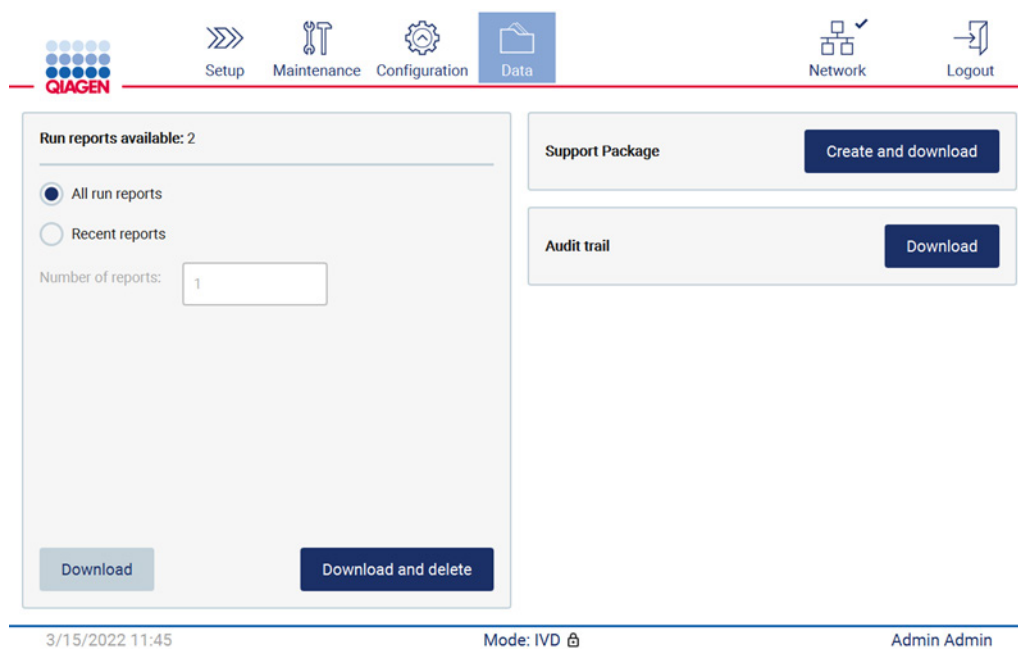 QIAGEN
Setup
Maintenance
Configuration
Data
Network
Logout
Run reports available: 2
All run reports
Recent reports
Number of reports:
1
Download
Download and delete
Support Package
Create and download
Audit trail
Download
3/15/2022 11:45
Mode: IVD
Admin Admin